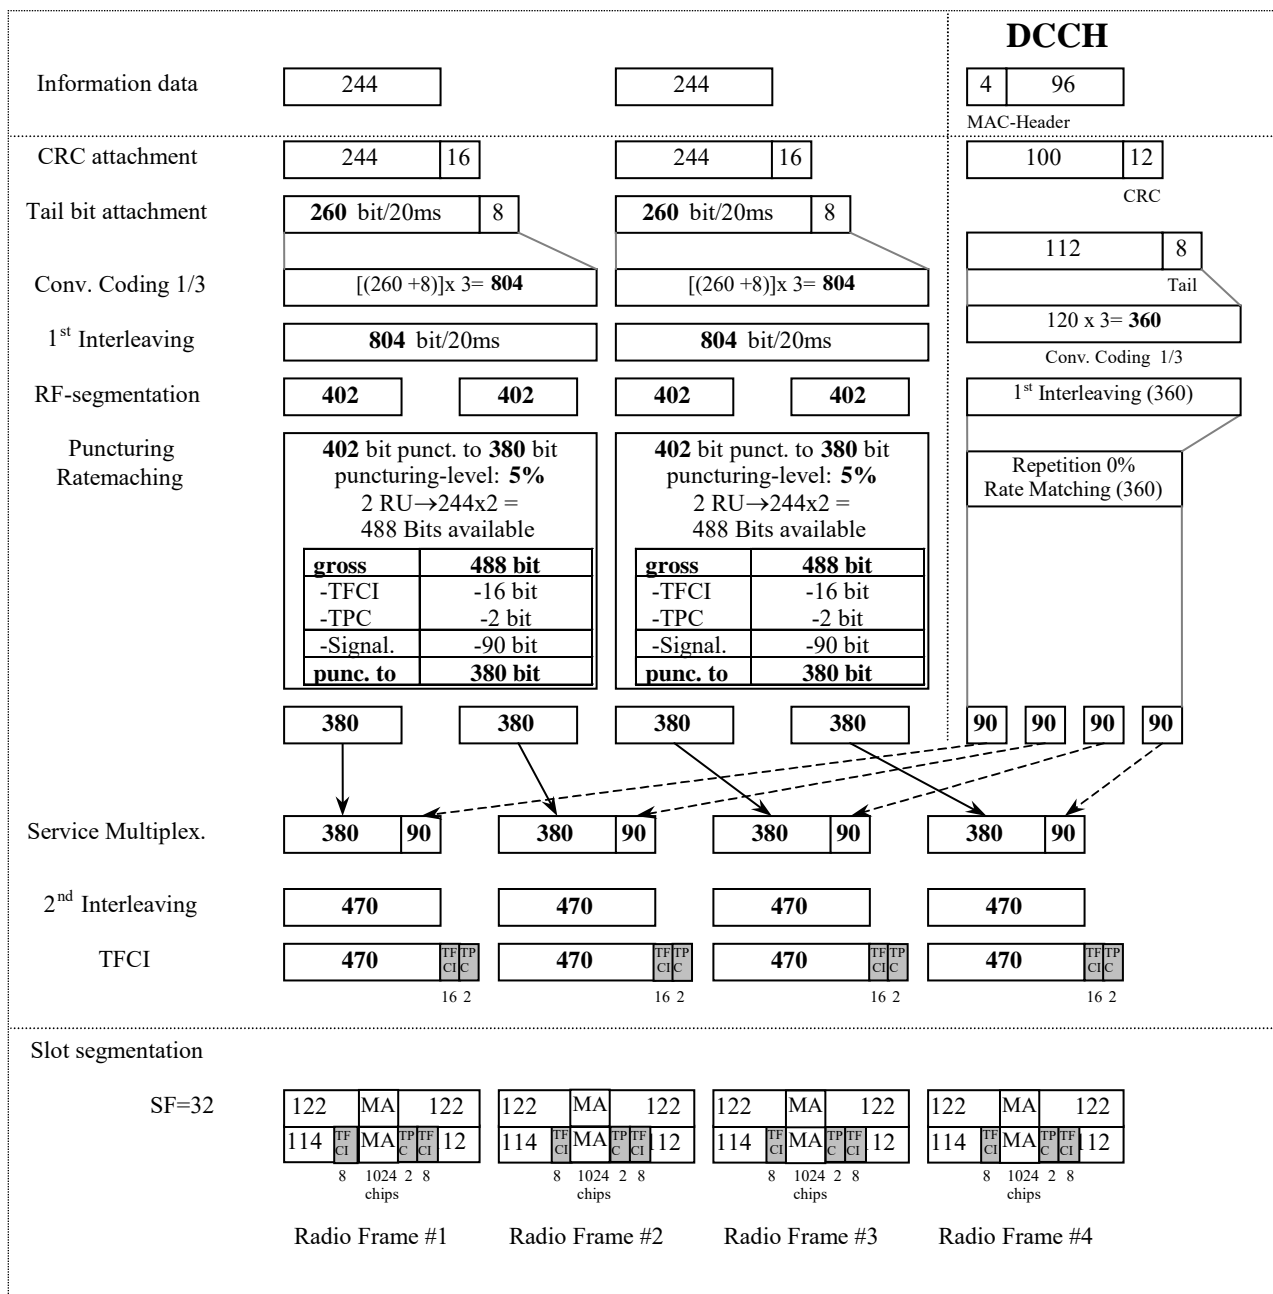 DCCH
Information data
244
244
4
96
MAC-Header
CRC attachment
244
16
244
16
100
12
CRC
Tail bit attachment
260 bit/20ms
8
260 bit/20ms
8
112
8
Tail
Conv. Coding 1/3
[(260 +8)]x 3= 804
[(260 +8)]x 3= 804
120 x 3= 360
Conv. Coding 1/3
1st Interleaving
804 bit/20ms
804 bit/20ms
RF-segmentation
402
402
402
402
1st Interleaving (360)
Puncturing
Ratemaching
402 bit punct. to 380 bit
puncturing-level: 5%
2 RU→244x2 =
488 Bits available
gross 488 bit
-TFCI -16 bit
-TPC -2 bit
-Signal. -90 bit
punc. to 380 bit
402 bit punct. to 380 bit
puncturing-level: 5%
2 RU→244x2 =
488 Bits available
gross 488 bit
-TFCI -16 bit
-TPC -2 bit
-Signal. -90 bit
punc. to 380 bit
Repetition 0%
Rate Matching (360)
380
380
380
380
90
90
90
90
Service Multiplex.
380
90
380
90
380
90
380
90
2nd Interleaving
470
470
470
470
TFCI
470
TF
CI
TP
C
470
TF
CI
TP
C
470
TF
CI
TP
C
470
TF
CI
TP
C
16 2
16 2
16 2
16 2
Slot segmentation
SF=32
122 MA 122
122 MA 122
122 MA 122
122 MA 122
114
TF
CI
MA
TP
C
TF
CI
12
114
TF
CI
MA
TP
C
TF
CI
112
114
TF
CI
MA
TP
C
TF
CI
112
114
TF
CI
MA
TP
C
TF
CI
112
8 1024 2 8
chips
8 1024 2 8
chips
8 1024 2 8
chips
8 1024 2 8
chips
Radio Frame #1
Radio Frame #2
Radio Frame #3
Radio Frame #4